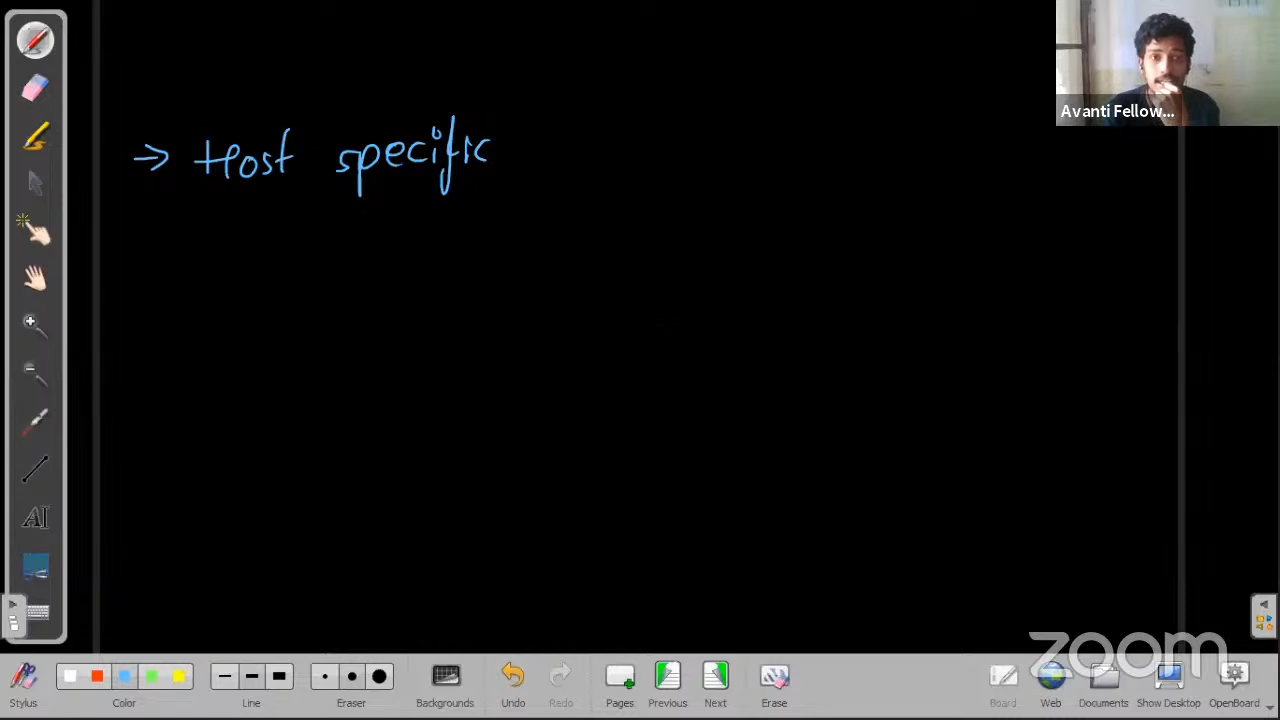 Avanti Fellow...
→ Host specific
AI
zoom
Stylus
Color
Line
Eraser
Backgrounds
Undo
Redo
Pages
Previous
Next
Erase
Board
Web
Documents
Show Desktop
OpenBoard